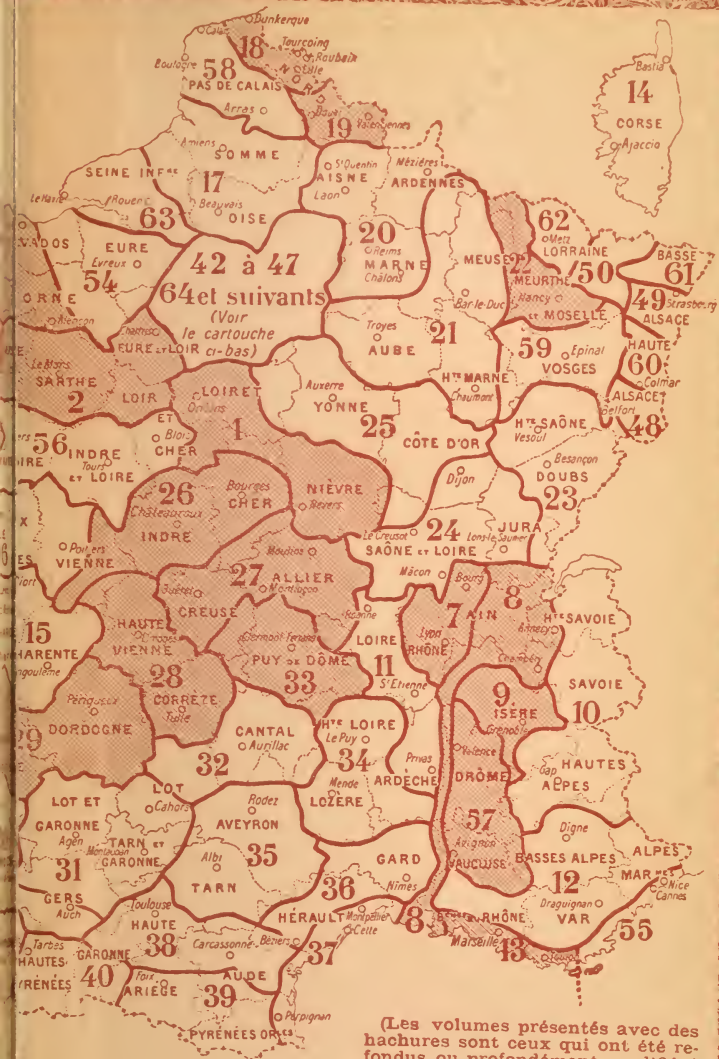 Dunkerque
Calais
18
Tourcoing
Roubaix
Lille
Boulogne
58
PAS DE CALAIS
NORD
Arras
Douai
19
Valenciennes
Bastia
14
CORSE
Ajaccio
Amiens
SOMME
St Quentin
AISNE
Laon
Mézières
ARDENNES
SEINE INFRE
17
Le Havre
Rouen
Beauvais
OISE
63
20
Reims
MARNE
Châlons
MEUSE
62
Metz
LORRAINE
50
BASSE
61
22
MEURTHE
Nancy
ET MOSELLE
49
Strasbourg
ALSACE
VADOS
EURE
Evreux
54
42 à 47
64 et suivants
(Voir
le cartouche
ci-bas)
Bar-le-Duc
ORNE
Alençon
Chartres
EURE ET LOIR
Troyes
21
AUBE
59
Epinal
VOSGES
HAUTE
60
Colmar
ALSACE
Belfort
48
Hte MARNE
Chaumont
Le Mans
SARTHE
2
LOIR
ET
CHER
Blois
LOIRET
Orléans
1
Auxerre
YONNE
25
CÔTE D'OR
Dijon
Hte SAÔNE
Vesoul
Besançon
DOUBS
23
56
INDRE
Tours
ET LOIRE
26
Châteauroux
INDRE
Bourges
CHER
NIÈVRE
Nevers
Le Creusot
24
Lons-le-Saunier
SAÔNE ET LOIRE
JURA
Poitiers
VIENNE
Moulins
27
ALLIER
Montluçon
Guéret
CREUSE
Mâcon
Bourg
7
AIN
8
Annecy
Hte SAVOIE
15
HARENTE
ngoulême
HAUTE
Limoges
VIENNE
Clermont-Ferrand
PUY DE DÔME
33
Roanne
LOIRE
11
St Etienne
Lyon
RHÔNE
Chambéry
SAVOIE
10
28
CORRÈZE
Tulle
9
ISÈRE
Grenoble
Périgueux
29
DORDOGNE
CANTAL
Aurillac
32
Hte LOIRE
Le Puy
34
ARDÈCHE
Privas
Valence
DRÔME
HAUTES
Gap
ALPES
LOT ET
GARONNE
Agen
31
LOT
Cahors
Montauban
TARN ET
GARONNE
Rodez
AVEYRON
35
Albi
TARN
Mende
LOZÈRE
57
Avignon
VAUCLUSE
Digne
BASSES ALPES
ALPES
MARMES
Nice
Cannes
GERS
Auch
GARD
Nîmes
36
12
Draguignan
VAR
55
Toulouse
HAUTE
38
GARONNE
HÉRAULT
Montpellier
Cette
Béziers
37
RHÔNE
Marseille
13
Toulon
Tarbes
HAUTES
PYRÉNÉES
40
Carcassonne
AUDE
Foix
ARIÈGE
39
Perpignan
PYRÉNÉES ORLES
(Les volumes présentés avec des
hachures sont ceux qui ont été re-
fondus ou profondément